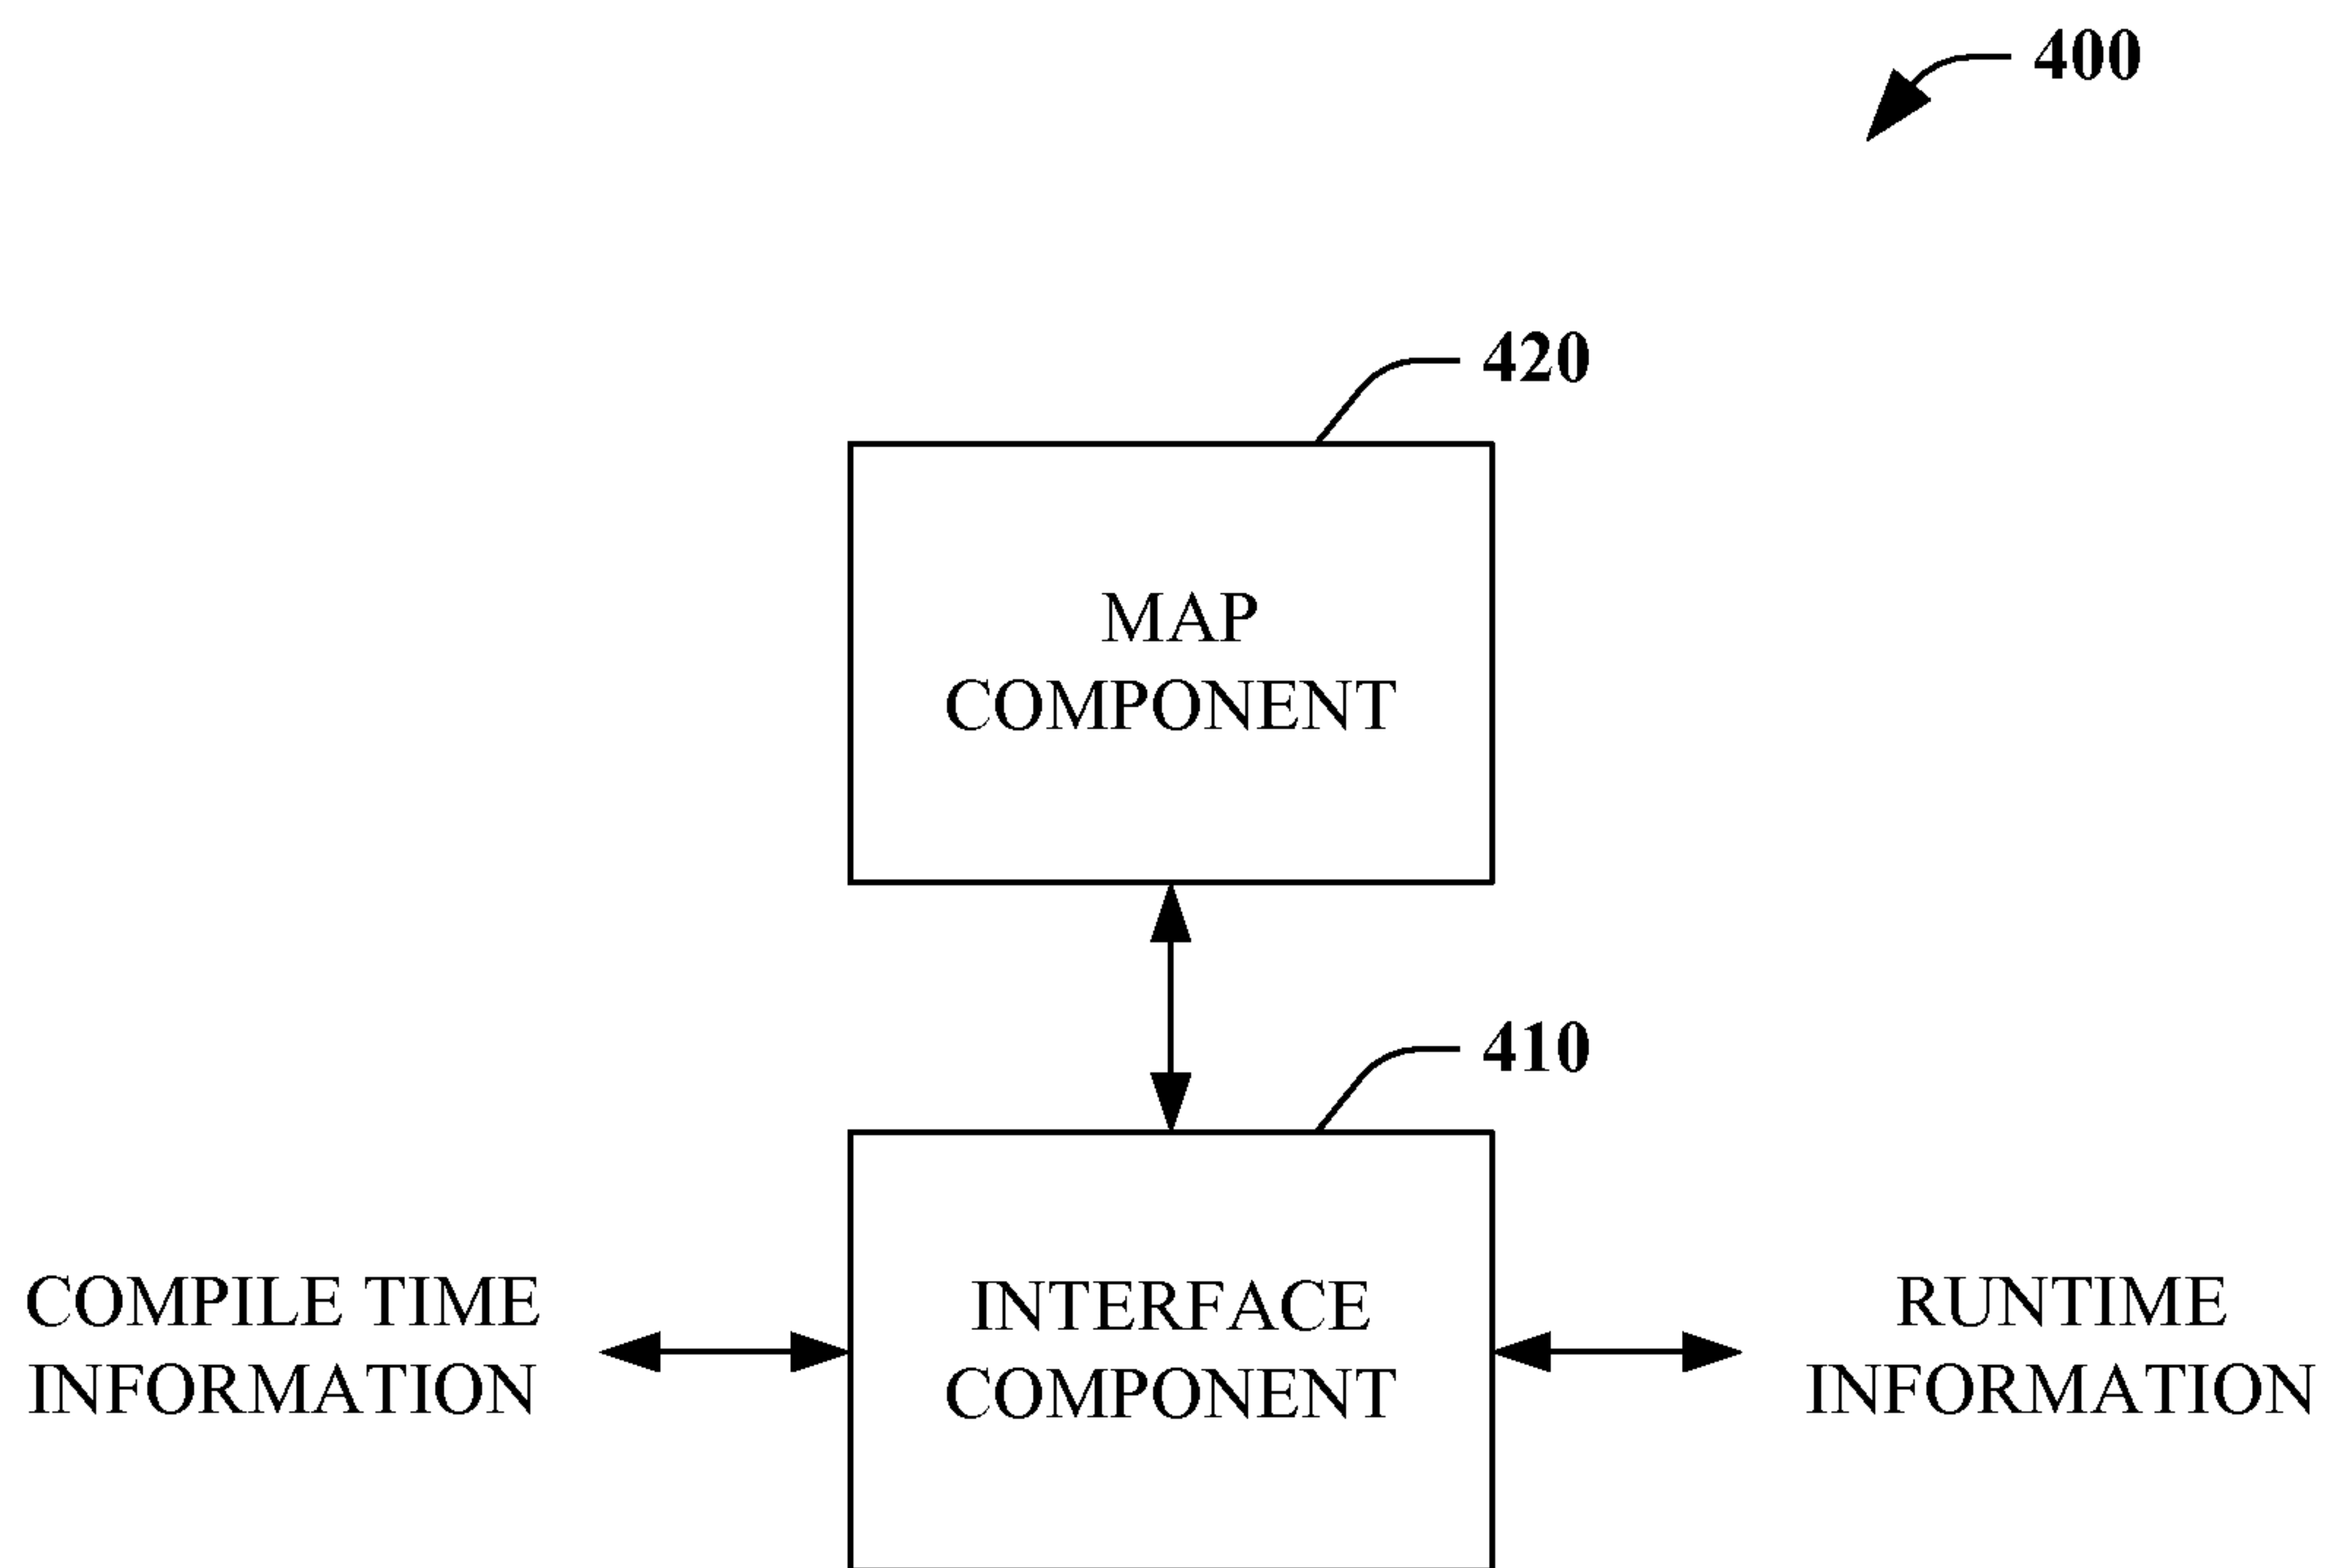 400
420
MAP
COMPONENT
410
COMPILE TIME
INFORMATION
INTERFACE
COMPONENT
RUNTIME
INFORMATION